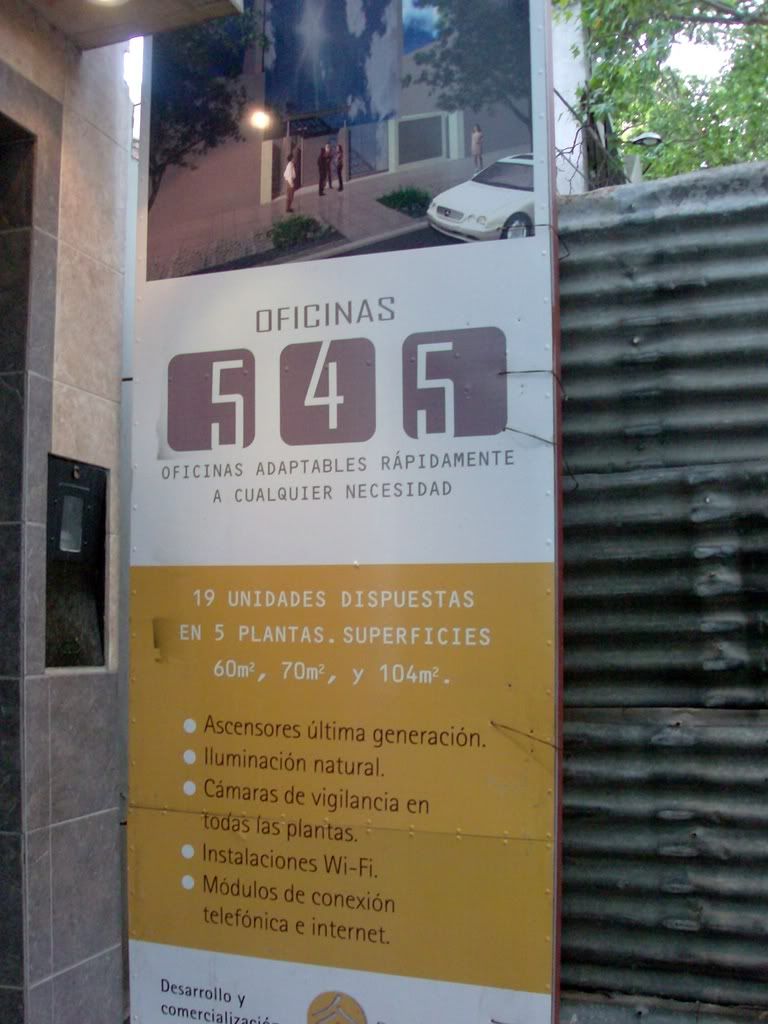 OFICINAS
545
OFICINAS ADAPTABLES RÁPIDAMENTE
A CUALQUIER NECESIDAD
19 UNIDADES DISPUESTAS
EN 5 PLANTAS. SUPERFICIES
60m², 70m², y 104m².
Ascensores última generación.
Iluminación natural.
Cámaras de vigilancia en
todas las plantas.
Instalaciones Wi-Fi.
Módulos de conexión
telefónica e internet.
Desarrollo y